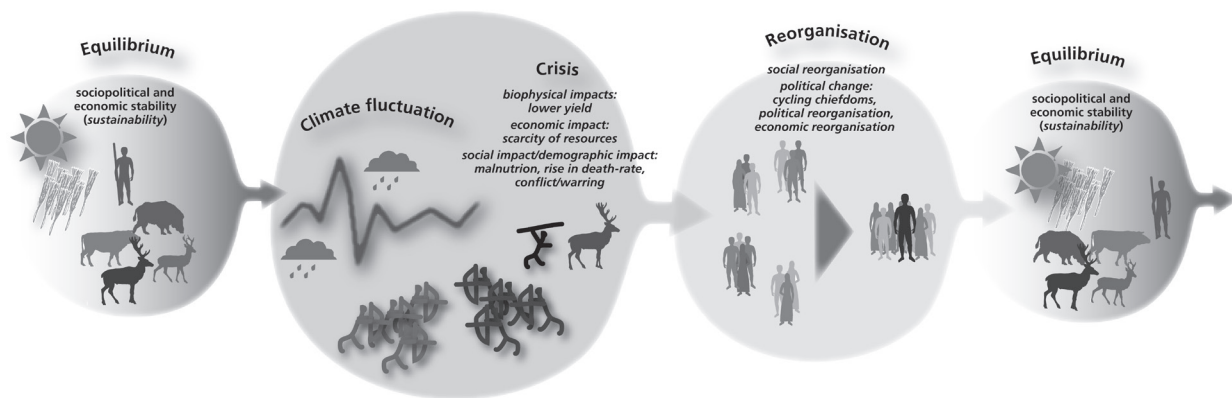 Equilibrium
sociopolitical and
economic stability
(sustainability)
Climate fluctuation
Crisis
biophysical impacts:
lower yield
economic impact:
scarcity of resources
social impact/demographic impact:
malnutrition, rise in death-rate,
conflict/warring
Reorganisation
social reorganisation
political change:
cycling chiefdoms,
political reorganisation,
economic reorganisation
Equilibrium
sociopolitical and
economic stability
(sustainability)